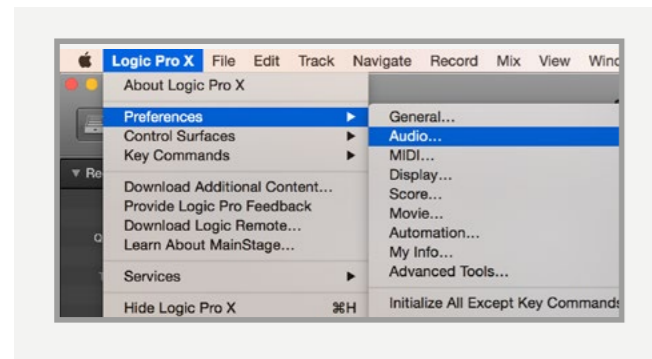 Logic Pro X File Edit Track Navigate Record Mix View Wind
About Logic Pro X
Preferences
Control Surfaces
Key Commands
Download Additional Content...
Provide Logic Pro Feedback
Download Logic Remote...
Learn About MainStage...
Services
Hide Logic Pro X ⌘H
General...
Audio...
MIDI...
Display...
Score...
Movie...
Automation...
My Info...
Advanced Tools...
Initialize All Except Key Commands
Re
Q